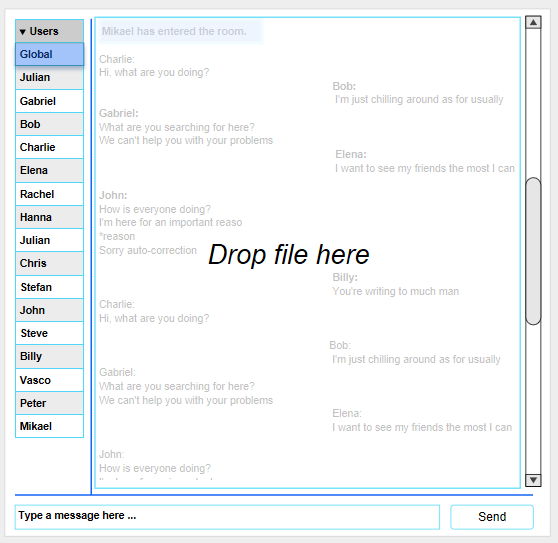 ▼ Users
Global
Julian
Gabriel
Bob
Charlie
Elena
Rachel
Hanna
Julian
Chris
Stefan
John
Steve
Billy
Vasco
Peter
Mikael
Mikael has entered the room.
Charlie:
Hi, what are you doing?
Bob:
I'm just chilling around as for usually
Gabriel:
What are you searching for here?
We can't help you with your problems
Elena:
I want to see my friends the most I can
John:
How is everyone doing?
I'm here for an important reaso
*reason
Sorry auto-correction
Drop file here
Billy:
You're writing to much man
Charlie:
Hi, what are you doing?
Bob:
I'm just chilling around as for usually
Gabriel:
What are you searching for here?
We can't help you with your problems
Elena:
I want to see my friends the most I can
John:
How is everyone doing?
Type a message here ...
Send